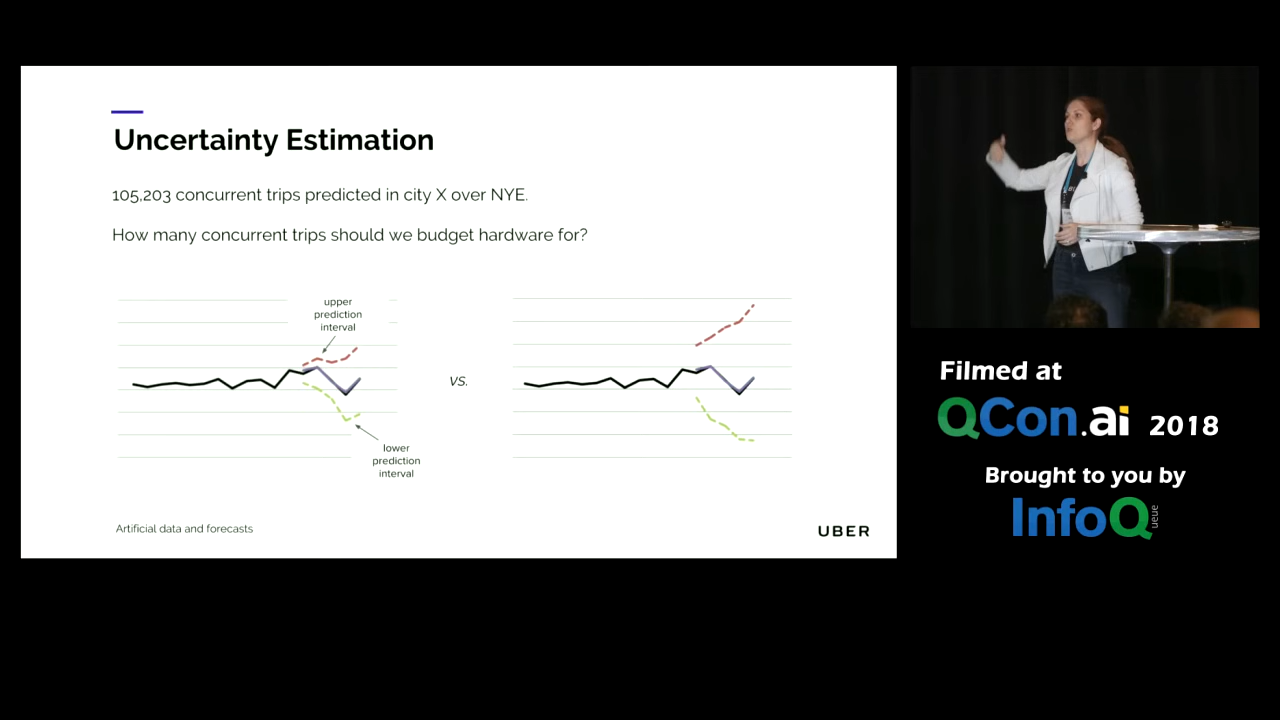 Uncertainty Estimation
105,203 concurrent trips predicted in city X over NYE.
How many concurrent trips should we budget hardware for?
upper
prediction
interval
VS.
lower
prediction
interval
Artificial data and forecasts
UBER
Filmed at
QCon.ai 2018
Brought to you by
InfoQ
ueue